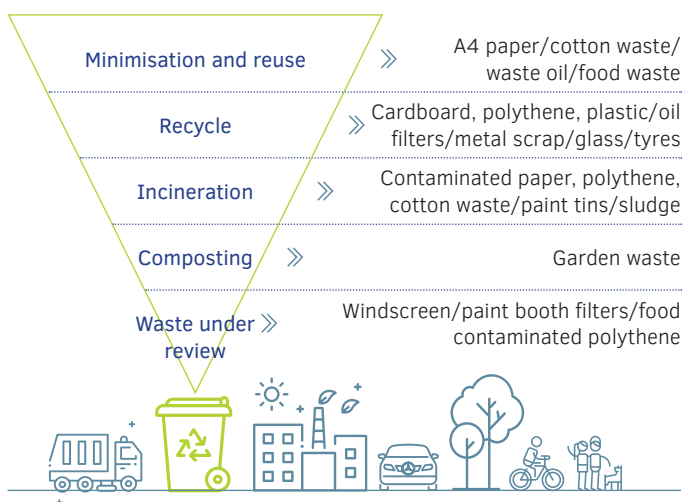 Minimisation and reuse
A4 paper/cotton waste/
waste oil/food waste
Recycle
Cardboard, polythene, plastic/oil
filters/metal scrap/glass/tyres
Incineration
Contaminated paper, polythene,
cotton waste/paint tins/sludge
Composting
Garden waste
Waste under
review
Windscreen/paint booth filters/food
contaminated polythene